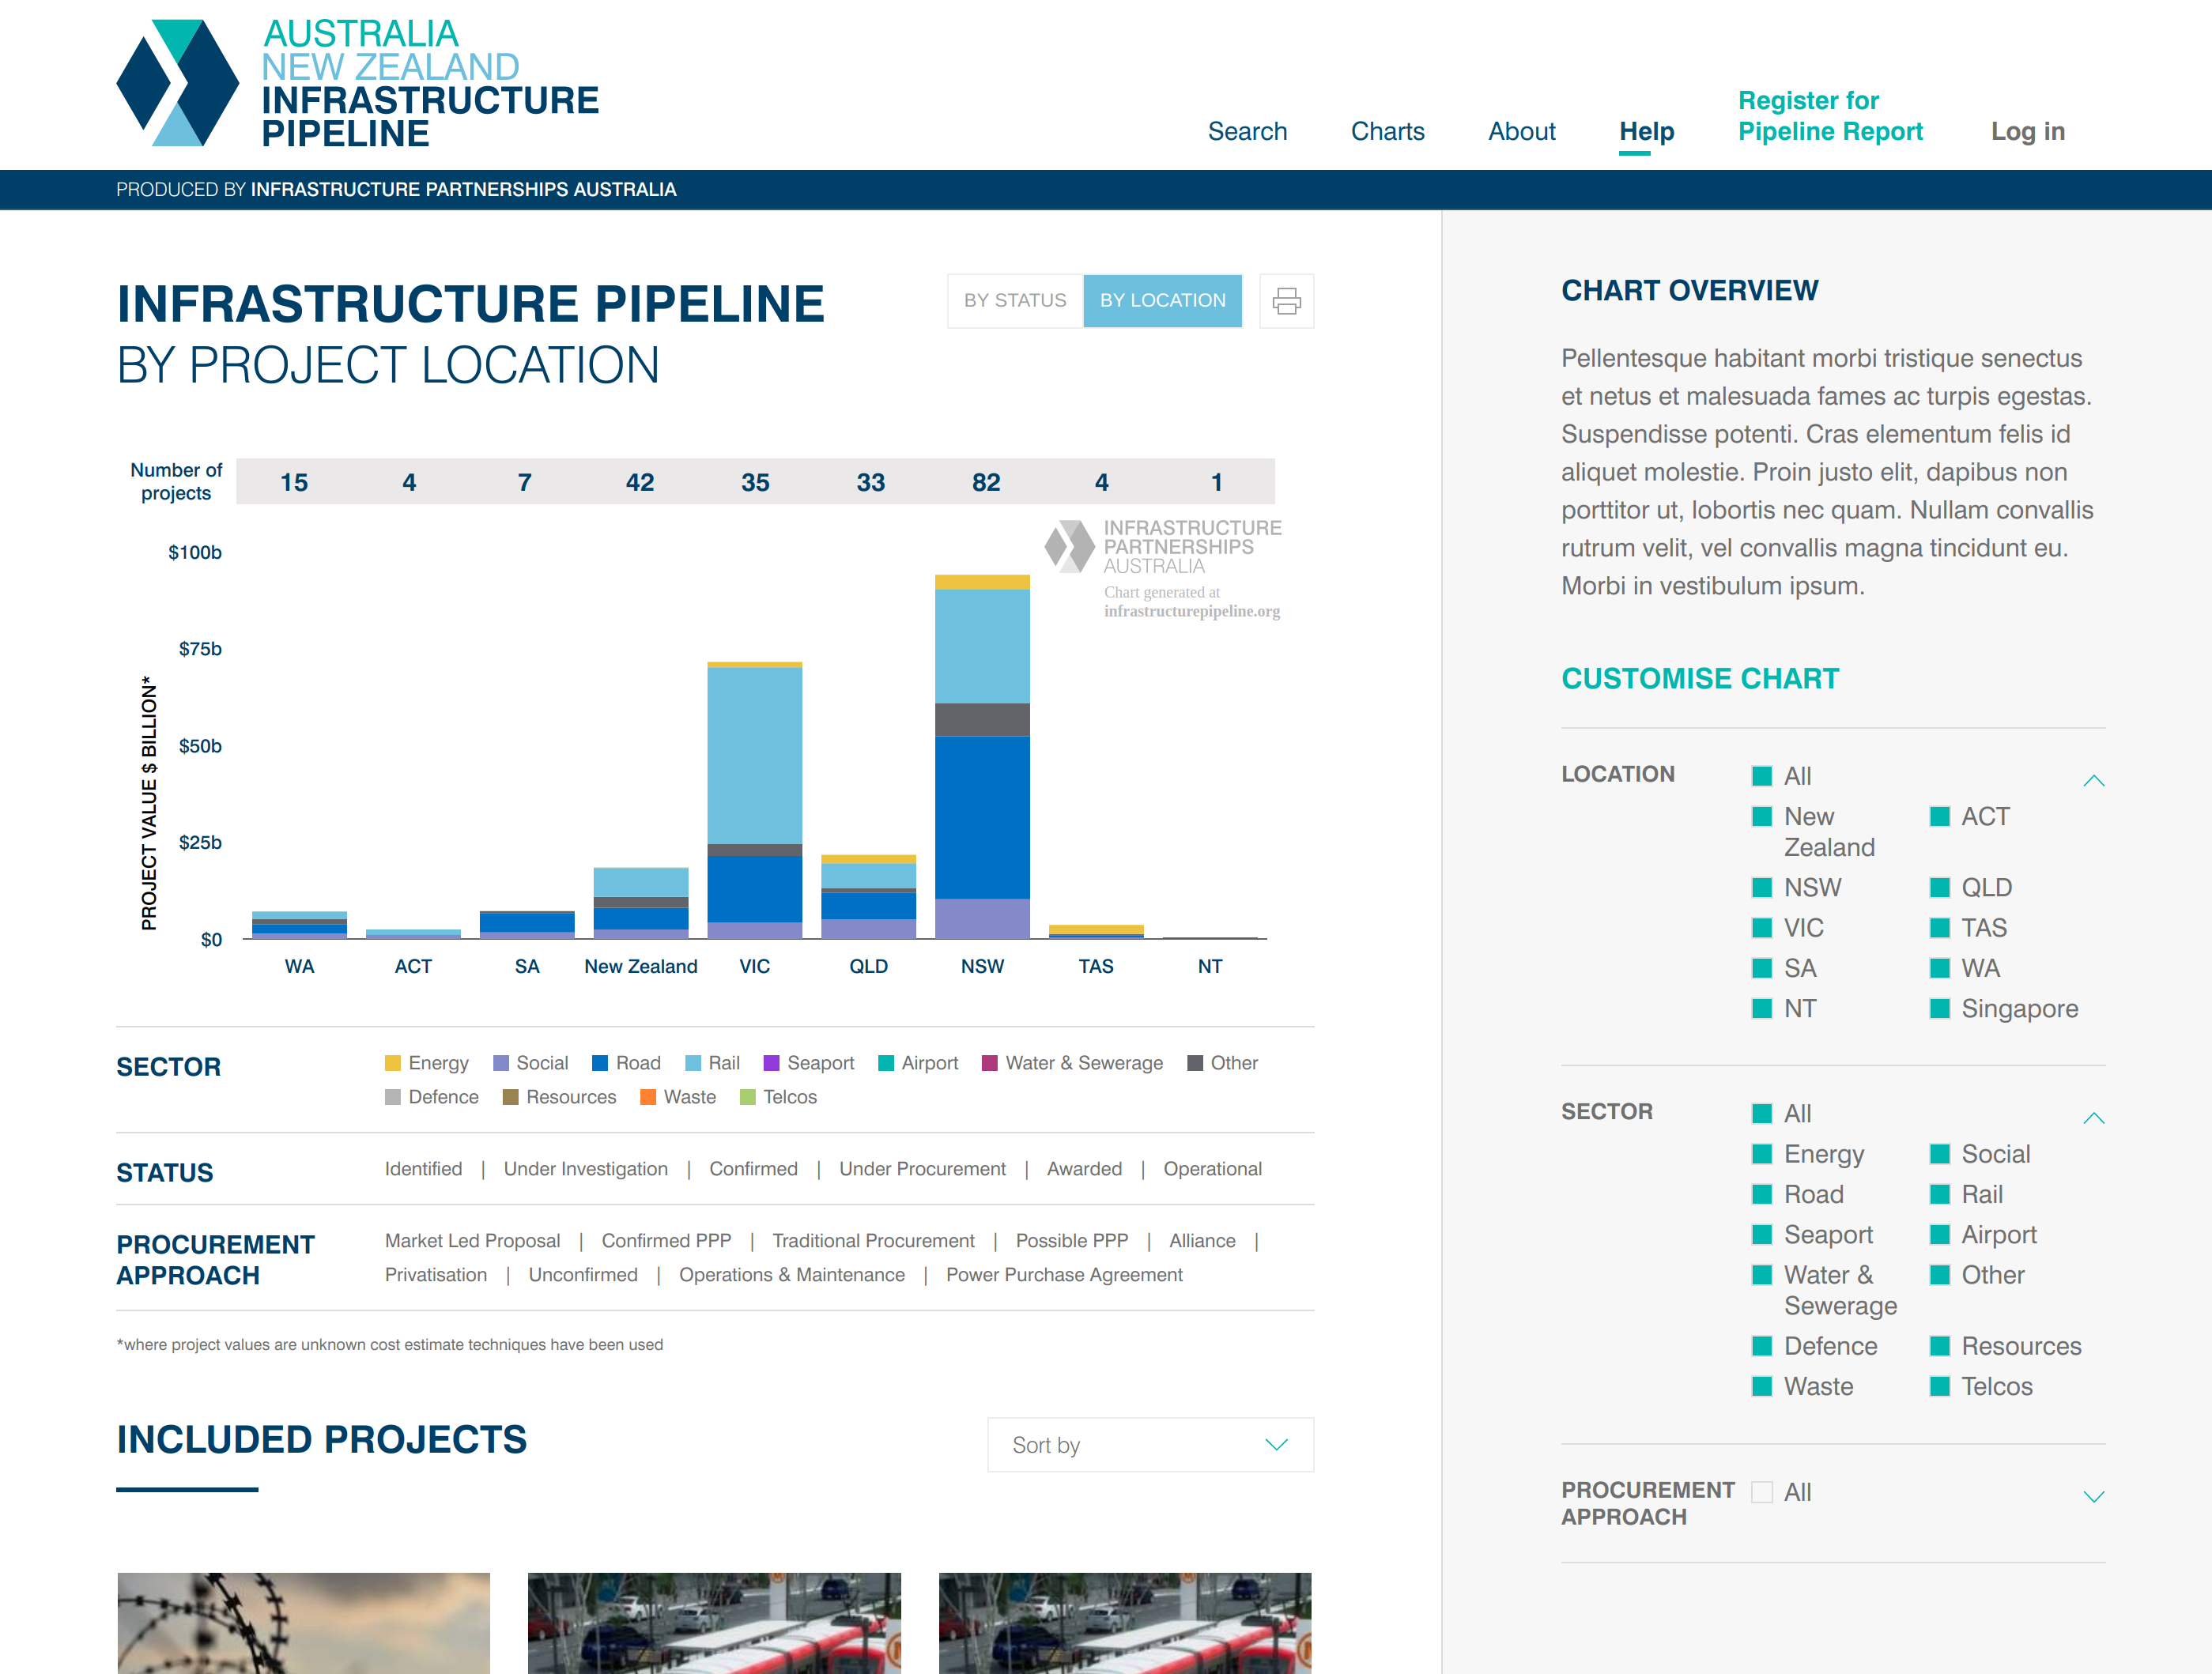 AUSTRALIA
NEW ZEALAND
INFRASTRUCTURE
PIPELINE
Search
Charts
About
Help
Register for
Pipeline Report
Log in
PRODUCED BY INFRASTRUCTURE PARTNERSHIPS AUSTRALIA
INFRASTRUCTURE PIPELINE
BY PROJECT LOCATION
BY STATUS
BY LOCATION
Number of
projects
15 4 7 42 35 33 82 4 1
INFRASTRUCTURE
PARTNERSHIPS
AUSTRALIA
Chart generated at
infrastructurepipeline.org
PROJECT VALUE $ BILLION*
$100b
$75b
$50b
$25b
$0
WA ACT SA New Zealand VIC QLD NSW TAS NT
SECTOR
Energy Social Road Rail Seaport Airport Water & Sewerage Other
Defence Resources Waste Telcos
STATUS
Identified | Under Investigation | Confirmed | Under Procurement | Awarded | Operational
PROCUREMENT
APPROACH
Market Led Proposal | Confirmed PPP | Traditional Procurement | Possible PPP | Alliance |
Privatisation | Unconfirmed | Operations & Maintenance | Power Purchase Agreement
*where project values are unknown cost estimate techniques have been used
INCLUDED PROJECTS
Sort by
CHART OVERVIEW
Pellentesque habitant morbi tristique senectus
et netus et malesuada fames ac turpis egestas.
Suspendisse potenti. Cras elementum felis id
aliquet molestie. Proin justo elit, dapibus non
porttitor ut, lobortis nec quam. Nullam convallis
rutrum velit, vel convallis magna tincidunt eu.
Morbi in vestibulum ipsum.
CUSTOMISE CHART
LOCATION
All
New
Zealand
ACT
NSW
QLD
VIC
TAS
SA
WA
NT
Singapore
SECTOR
All
Energy
Social
Road
Rail
Seaport
Airport
Water &
Sewerage
Other
Defence
Resources
Waste
Telcos
PROCUREMENT
APPROACH
All